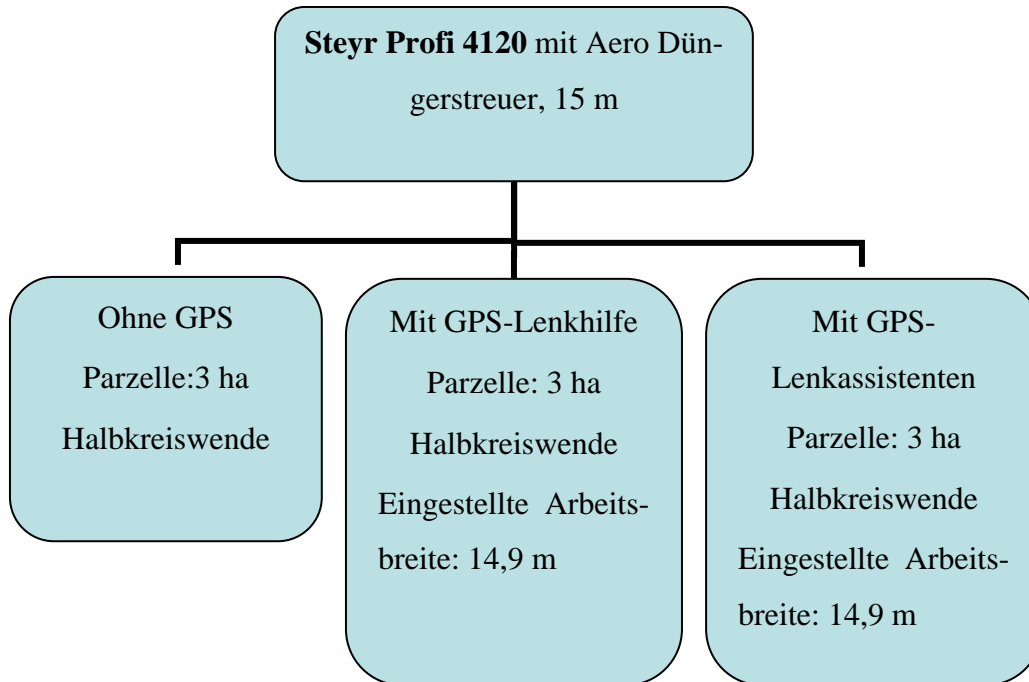 Steyr Profi 4120 mit Aero Dün-
gerstreuer, 15 m
Ohne GPS
Parzelle:3 ha
Halbkreiswende
Mit GPS-Lenkhilfe
Parzelle: 3 ha
Halbkreiswende
Eingestellte Arbeits-
breite: 14,9 m
Mit GPS-
Lenkassistenten
Parzelle: 3 ha
Halbkreiswende
Eingestellte Arbeits-
breite: 14,9 m